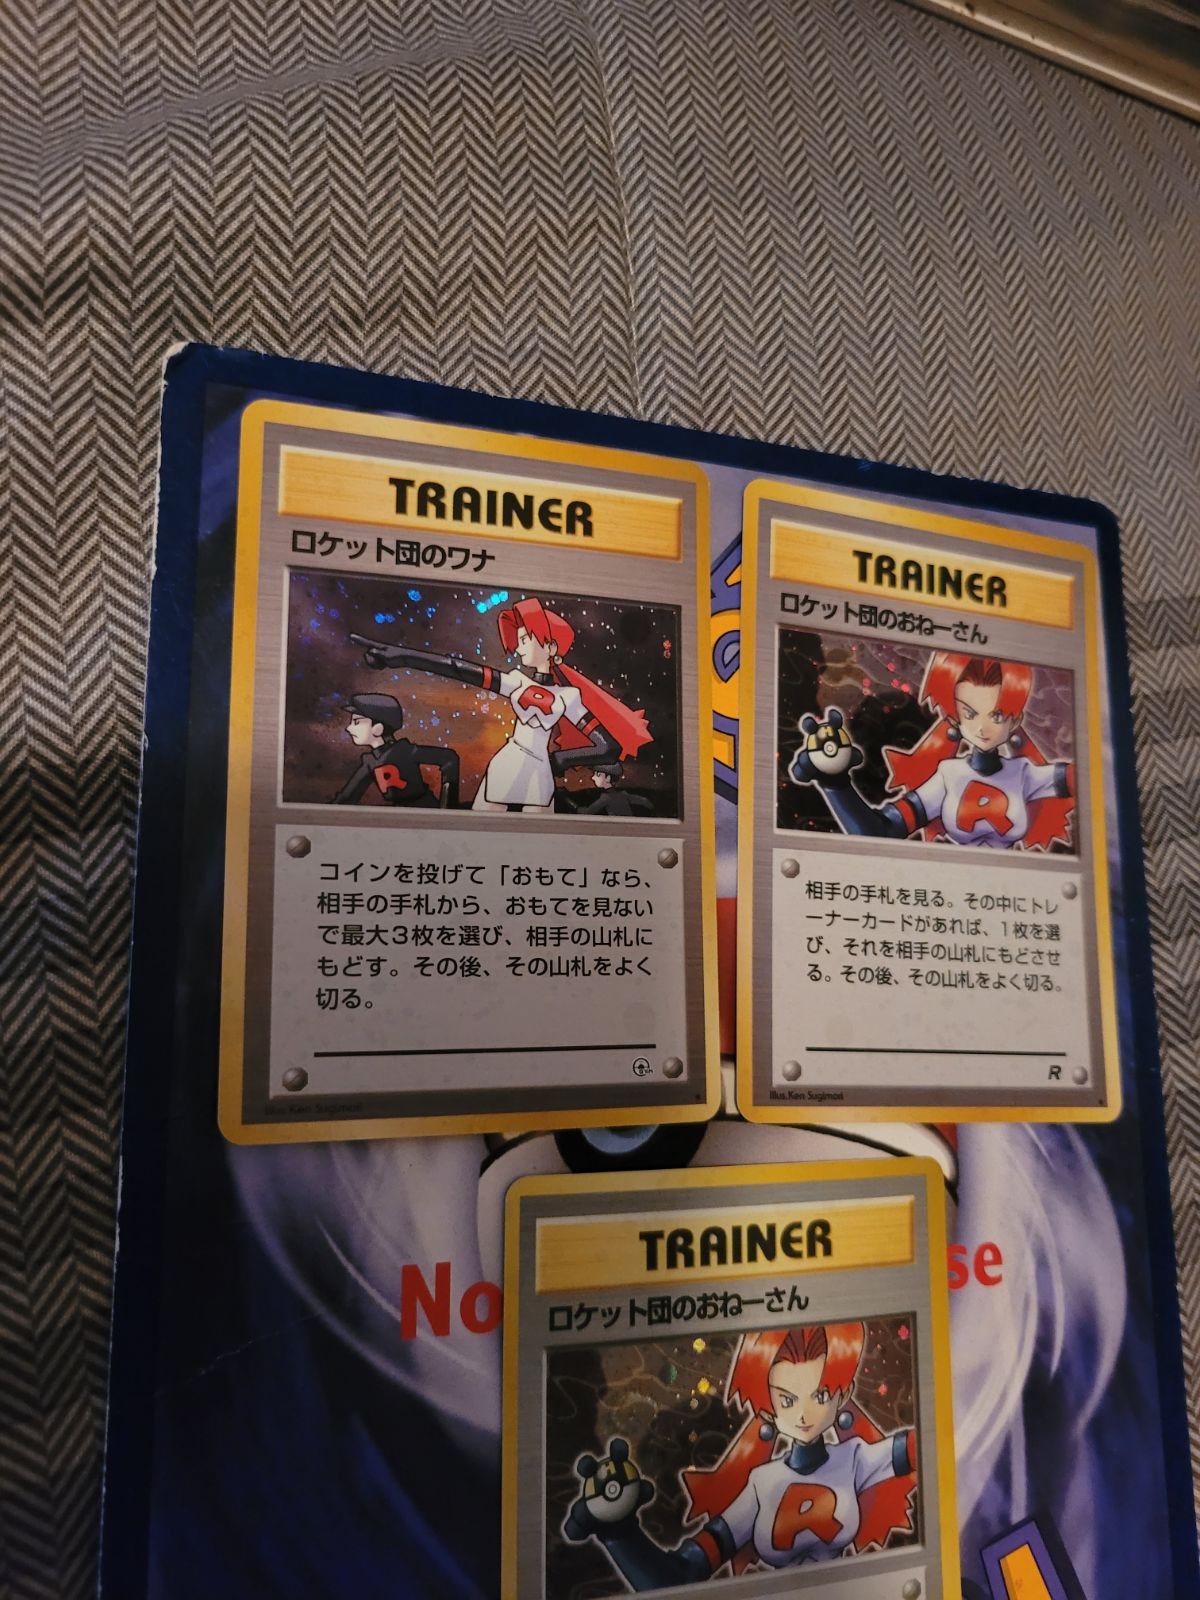 TRAINER
ロケット団のワナ
R
R
コインを投げて「おもて」なら、
相手の手札から、おもてを見ない
で最大3枚を選び、相手の山札に
もどす。その後、その山札をよく
切る。
Illus. Ken Sugimori
TRAINER
ロケット団のおねーさん
H
R
相手の手札を見る。その中にトレ
ーナーカードがあれば、1枚を選
び、それを相手の山札にもどさせ
る。その後、その山札をよく切る。
R
Illus. Ken Sugimori
No
se
TRAINER
ロケット団のおねーさん
H
R